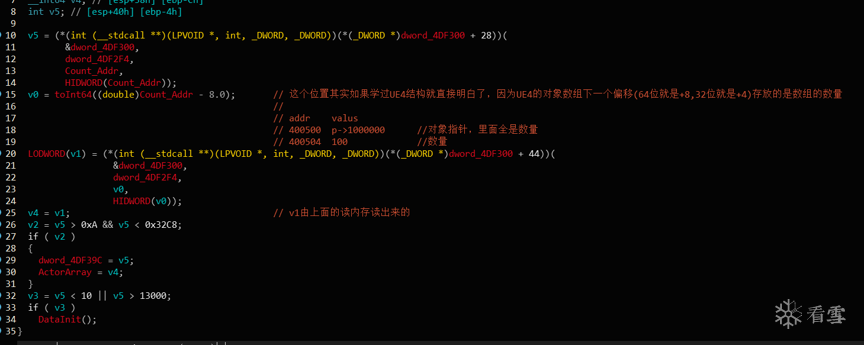 7 __int64 v4; // [esp+38h] [ebp-Ch]
8 int v5; // [esp+40h] [ebp-4h]
9
10 v5 = (*(int (__stdcall **)(LPVOID *, int, _DWORD, _DWORD))(*(_DWORD *)dword_4DF300 + 28))(
11 &dword_4DF300,
12 dword_4DF2F4,
13 Count_Addr,
14 HIDWORD(Count_Addr));
15 v0 = toInt64((double)Count_Addr - 8.0); // 这个位置其实如果学过UE4结构就直接明白了，因为UE4的对象数组下一个偏移(64位就是+8,32位就是+4)存放的是数组的数量
16 //
17 // addr valus
18 // 400500 p->1000000 //对象指针，里面全是数量
19 // 400504 100 //数量
20 LODWORD(v1) = (*(int (__stdcall **)(LPVOID *, int, _DWORD, _DWORD))(*(_DWORD *)dword_4DF300 + 44))(
21 &dword_4DF300,
22 dword_4DF2F4,
23 v0,
24 HIDWORD(v0));
25 v4 = v1; // v1由上面的读内存读出来的
26 v2 = v5 > 0xA && v5 < 0x32C8;
27 if ( v2 )
28 {
29 dword_4DF39C = v5;
30 ActorArray = v4;
31 }
32 v3 = v5 < 10 || v5 > 13000;
33 if ( v3 )
34 DataInit();
35 }
看雪